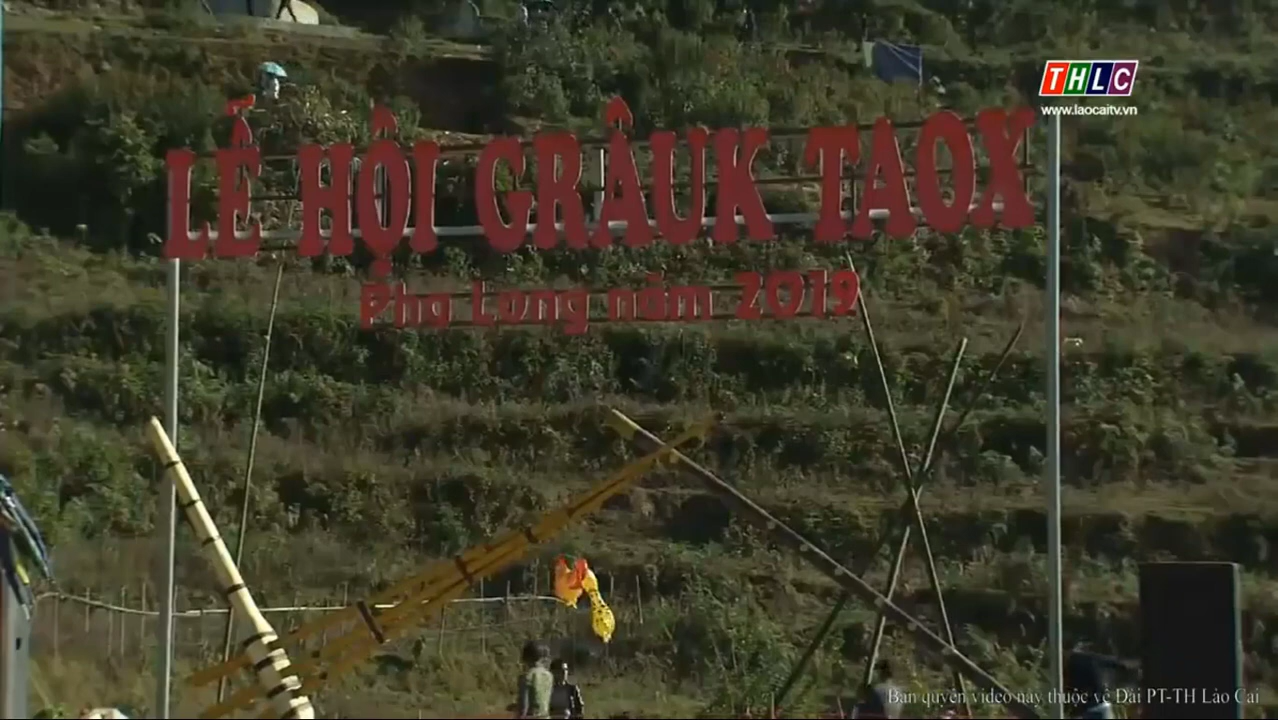 THLC
www.laocaitv.vn
LỄ HỘI GRÂUK TAOX
Pha Long năm 2019
Bản quyền video này thuộc về Đài PT-TH Lào Cai